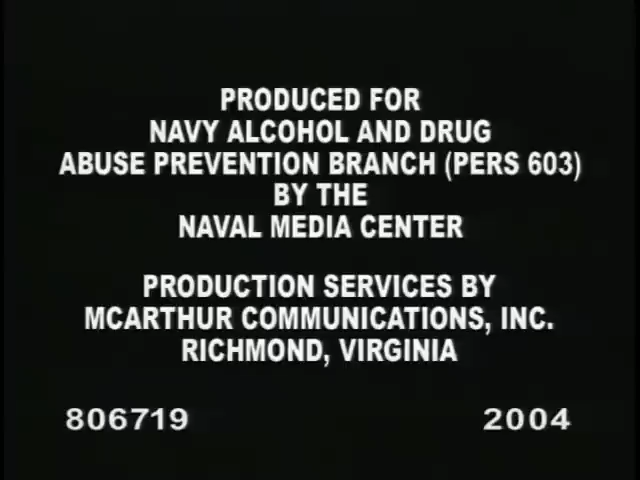 PRODUCED FOR
NAVY ALCOHOL AND DRUG
ABUSE PREVENTION BRANCH (PERS 603)
BY THE
NAVAL MEDIA CENTER
PRODUCTION SERVICES BY
MCARTHUR COMMUNICATIONS, INC.
RICHMOND, VIRGINIA
806719 2004